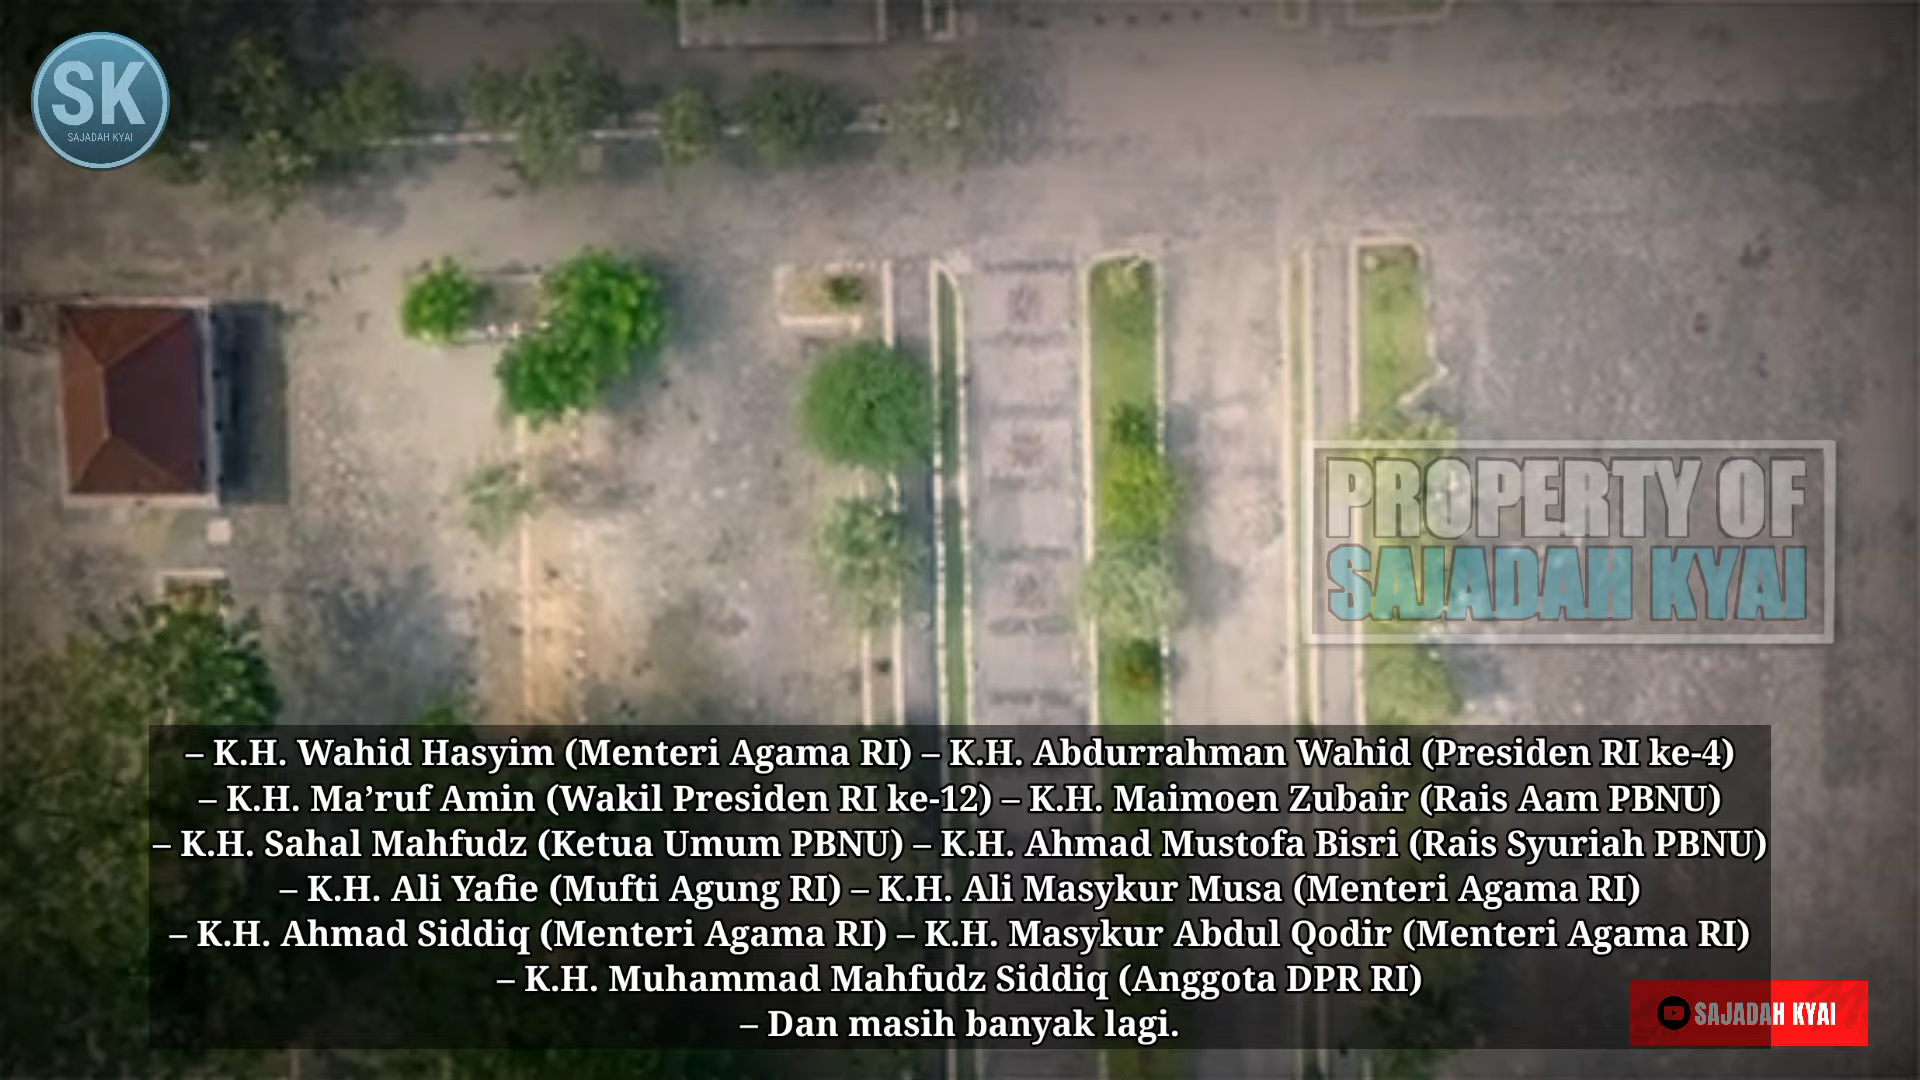 SK
SAJADAH KYAI
PROPERTY OF
SAJADAH KYAI
– K.H. Wahid Hasyim (Menteri Agama RI) – K.H. Abdurrahman Wahid (Presiden RI ke-4)
– K.H. Ma’ruf Amin (Wakil Presiden RI ke-12) – K.H. Maimoen Zubair (Rais Aam PBNU)
– K.H. Sahal Mahfudz (Ketua Umum PBNU) – K.H. Ahmad Mustofa Bisri (Rais Syuriah PBNU)
– K.H. Ali Yafie (Mufti Agung RI) – K.H. Ali Masykur Musa (Menteri Agama RI)
– K.H. Ahmad Siddiq (Menteri Agama RI) – K.H. Masykur Abdul Qodir (Menteri Agama RI)
– K.H. Muhammad Mahfudz Siddiq (Anggota DPR RI)
– Dan masih banyak lagi.
SAJADAH KYAI